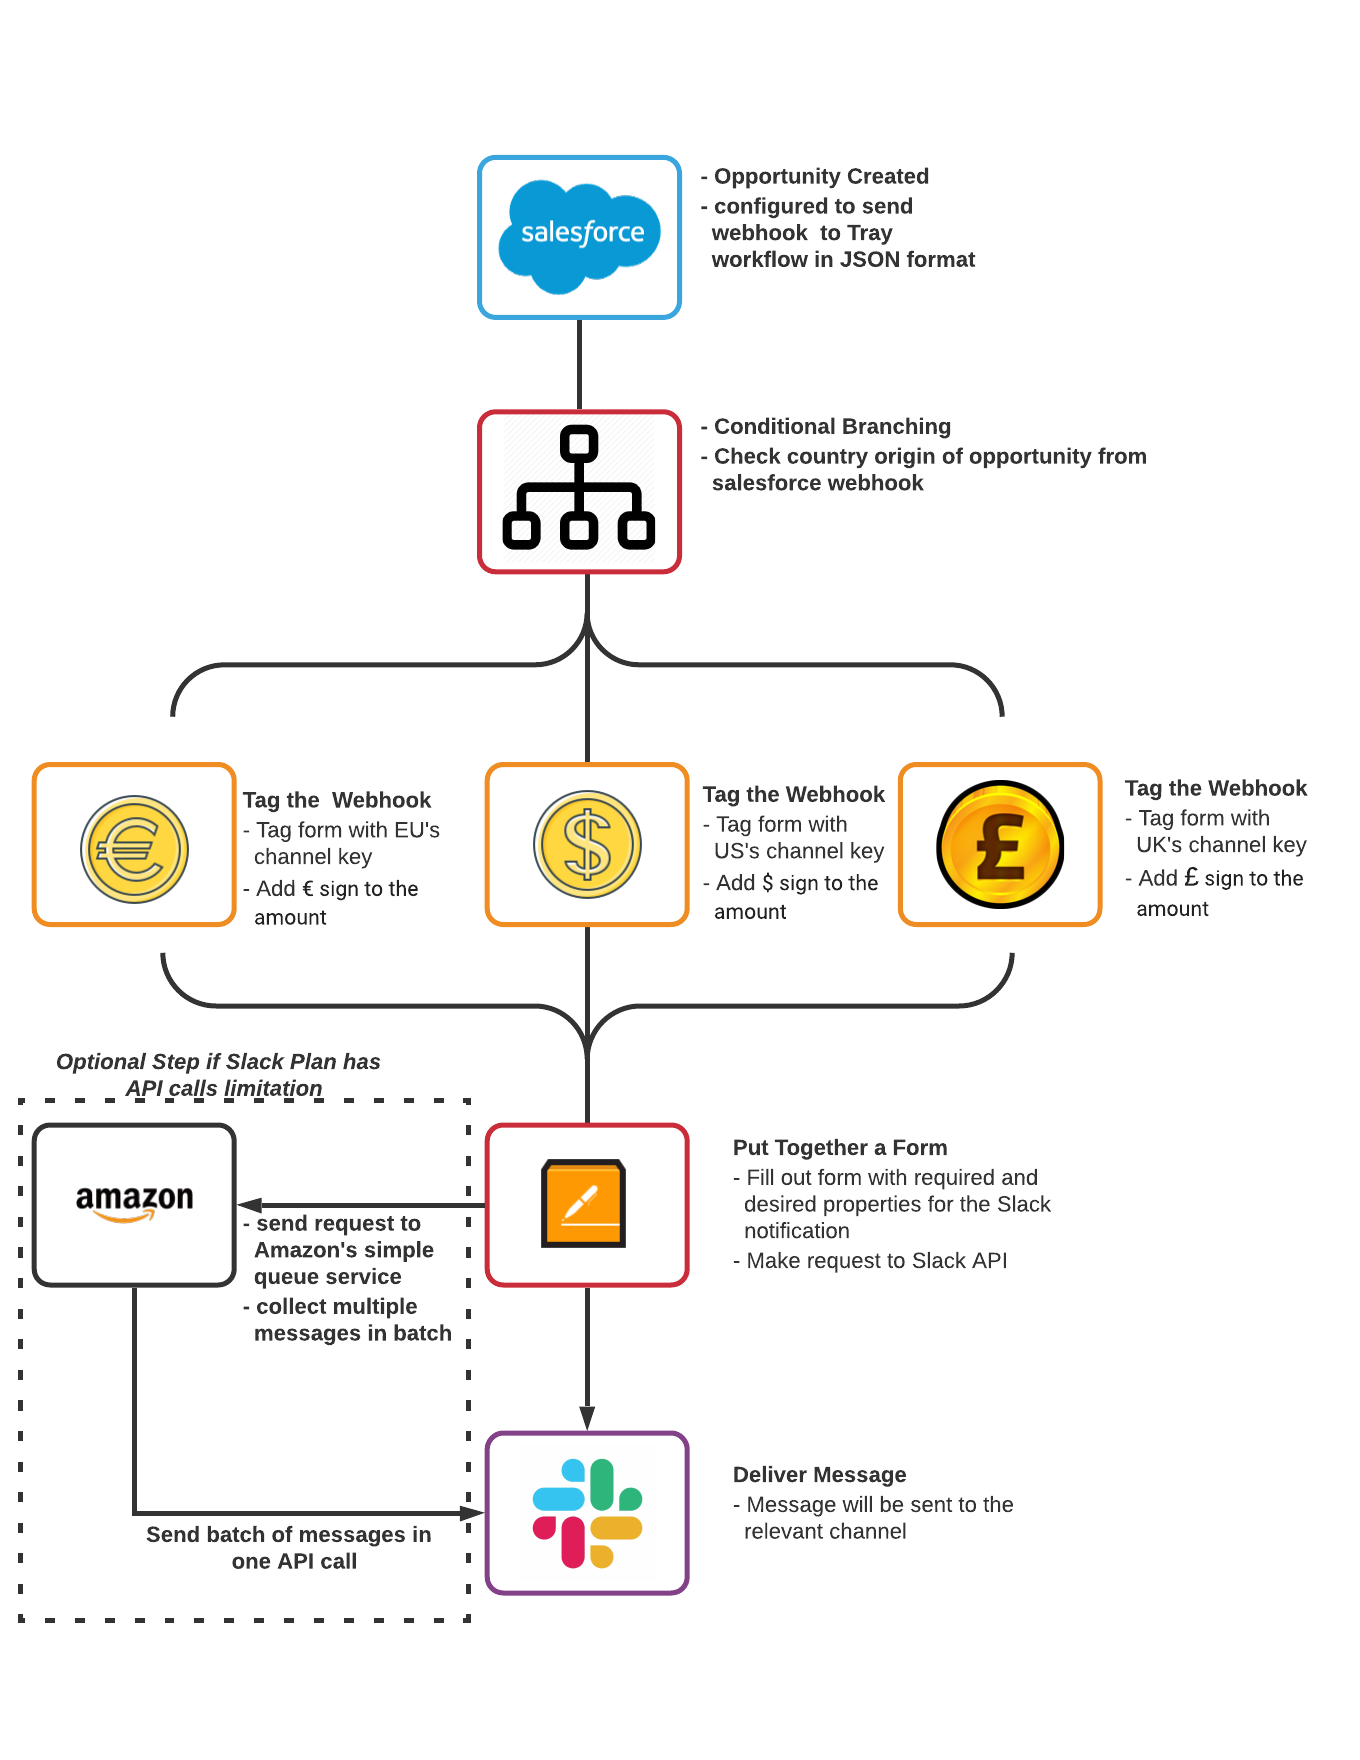 salesforce
- Opportunity Created
- configured to send
webhook  to Tray
workflow in JSON format
- Conditional Branching
- Check country origin of opportunity from
salesforce webhook
€
Tag the  Webhook
- Tag form with EU's
channel key
- Add € sign to the
amount
$
Tag the Webhook
- Tag form with
US's channel key
- Add $ sign to the
amount
£
Tag the Webhook
- Tag form with
UK's channel key
- Add £ sign to the
amount
Optional Step if Slack Plan has
API calls limitation
amazon
- send request to
Amazon's simple
queue service
- collect multiple
messages in batch
Put Together a Form
- Fill out form with required and
desired properties for the Slack
notification
- Make request to Slack API
Send batch of messages in
one API call
Deliver Message
- Message will be sent to the
relevant channel